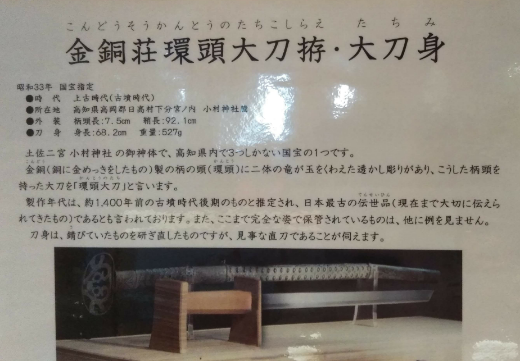 こんどうそうかんとうのたちこしらえ たちみ
金銅荘環頭大刀拵・大刀身
昭和33年 国宝指定
●時 代 上古時代(古墳時代)
●所在地 高知県高岡郡日高村下分宮ノ内 小村神社蔵
●外 装 柄頭長:7.5cm 鞘長:92.1cm
●刀 身 身長:68.2cm 重量:527g
土佐二宮 小村神社 の御神体で、高知県内で3つしかない国宝の1つです。
金銅(銅に金めっきをしたもの)製の柄の頭(環頭)に二体の竜が玉をくわえた透かし彫りがあり、こうした柄頭を
持った大刀を「環頭大刀」と言います。
製作年代は、約1,400年前の古墳時代後期のものと推定され、日本最古の伝世品(現在まで大切に伝えら
れてきたもの)であるとも言われております。また、ここまで完全な姿で保管されているものは、他に例を見ません。
刀身は、錆びていたものを研ぎ直したものですが、見事な直刀であることが伺えます。